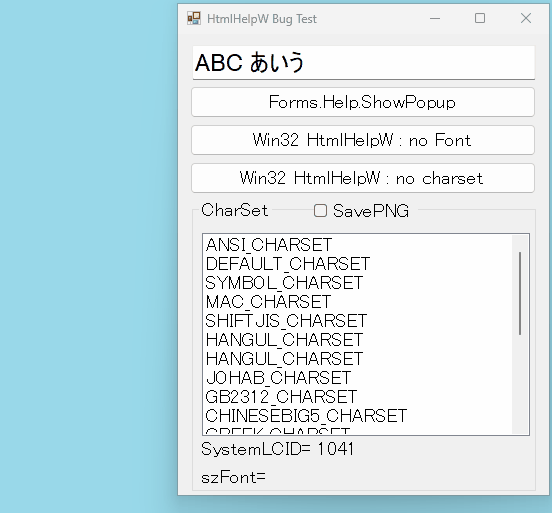 HtmlHelpW Bug Test
ABC あいう
Forms.Help.ShowPopup
Win32 HtmlHelpW : no Font
Win32 HtmlHelpW : no charset
CharSet
SavePNG
ANSI_CHARSET
DEFAULT_CHARSET
SYMBOL_CHARSET
MAC_CHARSET
SHIFTJIS_CHARSET
HANGUL_CHARSET
HANGUL_CHARSET
JOHAB_CHARSET
GB2312_CHARSET
CHINESEBIG5_CHARSET
GREEK_CHARSET
SystemLCID= 1041
szFont=